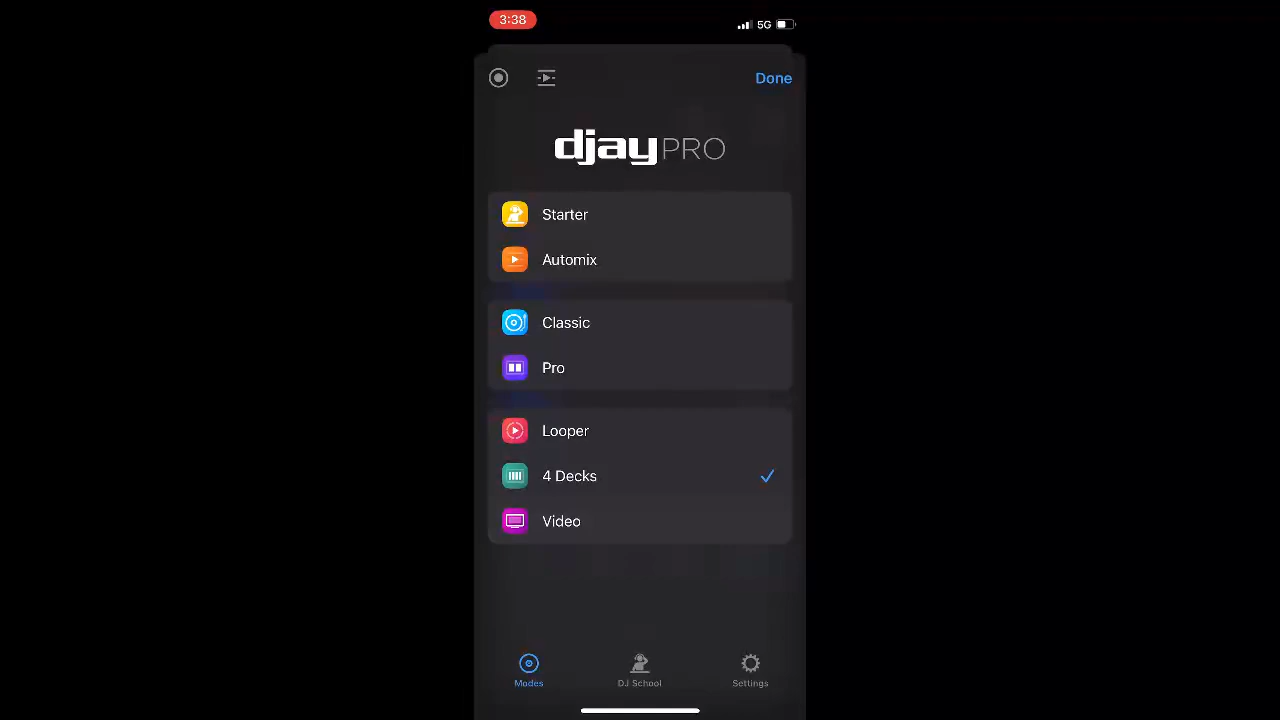 3:38
5G
Done
djay PRO
Starter
Automix
Classic
Pro
Looper
4 Decks
Video
Modes
DJ School
Settings